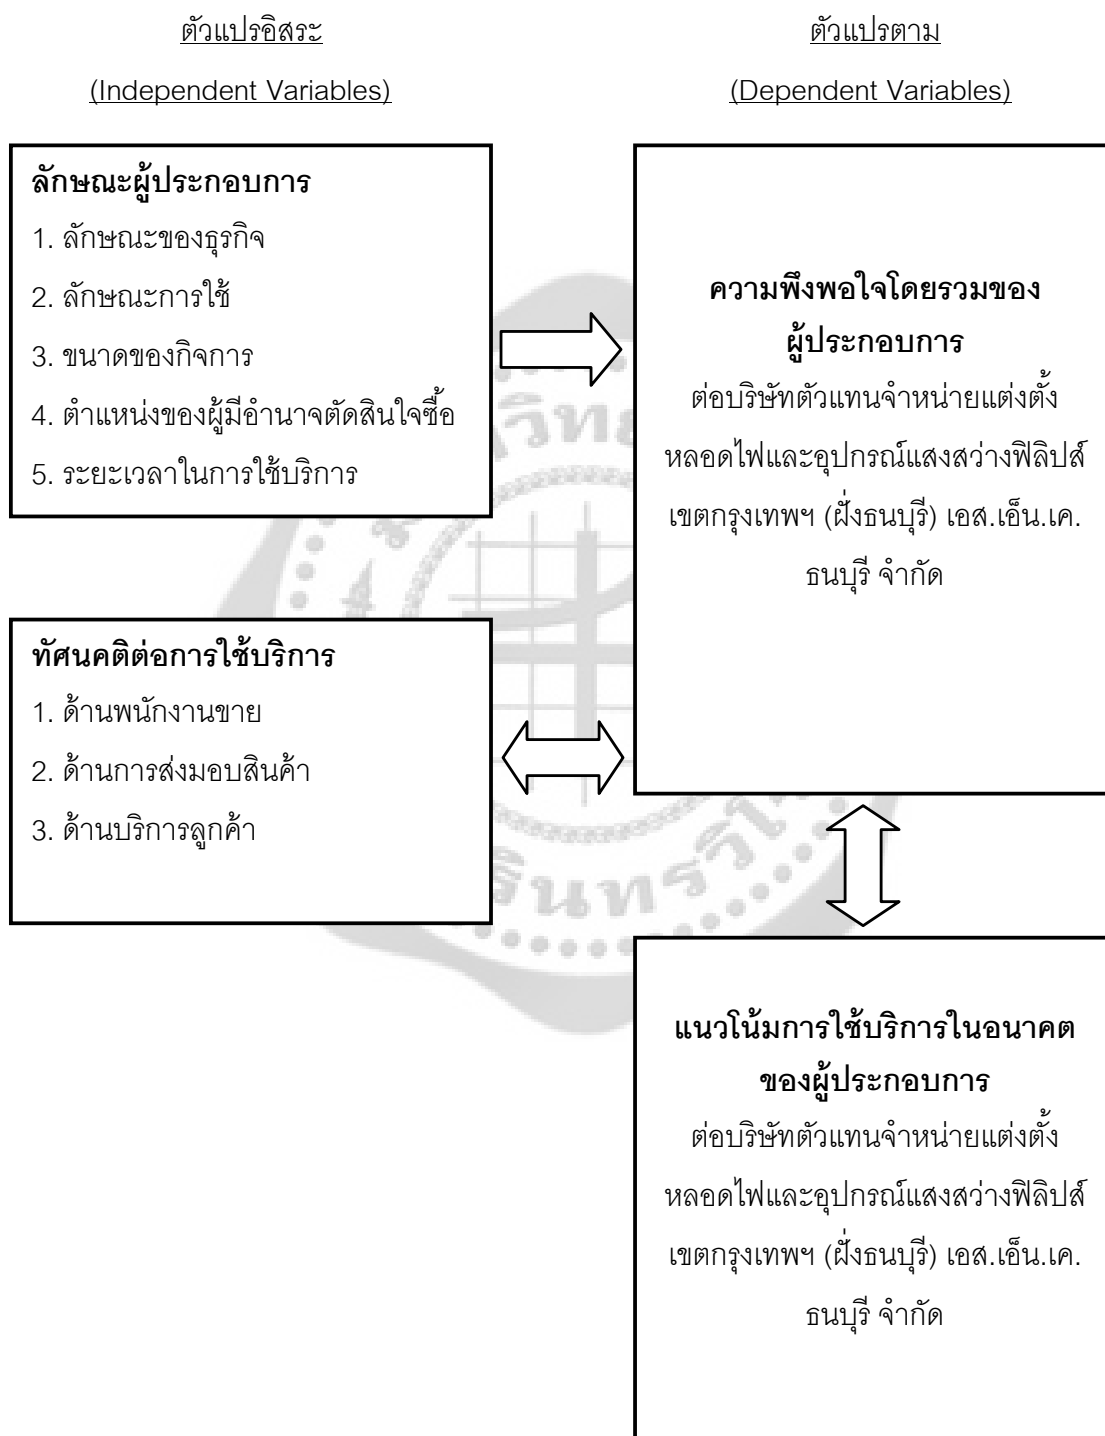 ตัวแปรอิสระ
(Independent Variables)
ตัวแปรตาม
(Dependent Variables)
ลักษณะผู้ประกอบการ
1. ลักษณะของธุรกิจ
2. ลักษณะการใช้
3. ขนาดของกิจการ
4. ตำแหน่งของผู้มีอำนาจตัดสินใจซื้อ
5. ระยะเวลาในการใช้บริการ
ทัศนคติต่อการใช้บริการ
1. ด้านพนักงานขาย
2. ด้านการส่งมอบสินค้า
3. ด้านบริการลูกค้า
ความพึงพอใจโดยรวมของ
ผู้ประกอบการ
ต่อบริษัทตัวแทนจำหน่ายแต่งตั้ง
หลอดไฟและอุปกรณ์แสงสว่างฟิลิปส์
เขตกรุงเทพฯ (ฝั่งธนบุรี) เอส.เอ็น.เค.
ธนบุรี จำกัด
แนวโน้มการใช้บริการในอนาคต
ของผู้ประกอบการ
ต่อบริษัทตัวแทนจำหน่ายแต่งตั้ง
หลอดไฟและอุปกรณ์แสงสว่างฟิลิปส์
เขตกรุงเทพฯ (ฝั่งธนบุรี) เอส.เอ็น.เค.
ธนบุรี จำกัด